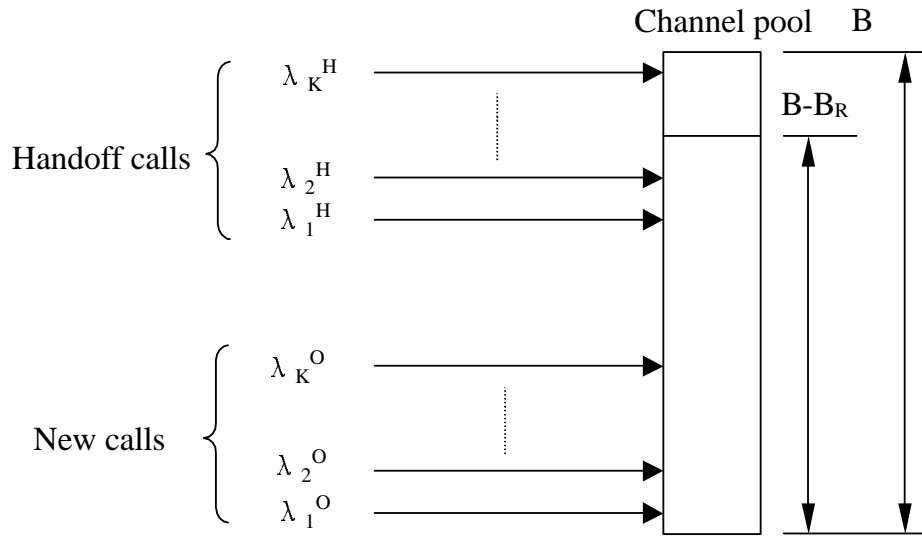 Channel pool B
λ_K^H
B-B_R
Handoff calls
λ_2^H
λ_1^H
λ_K^O
New calls
λ_2^O
λ_1^O